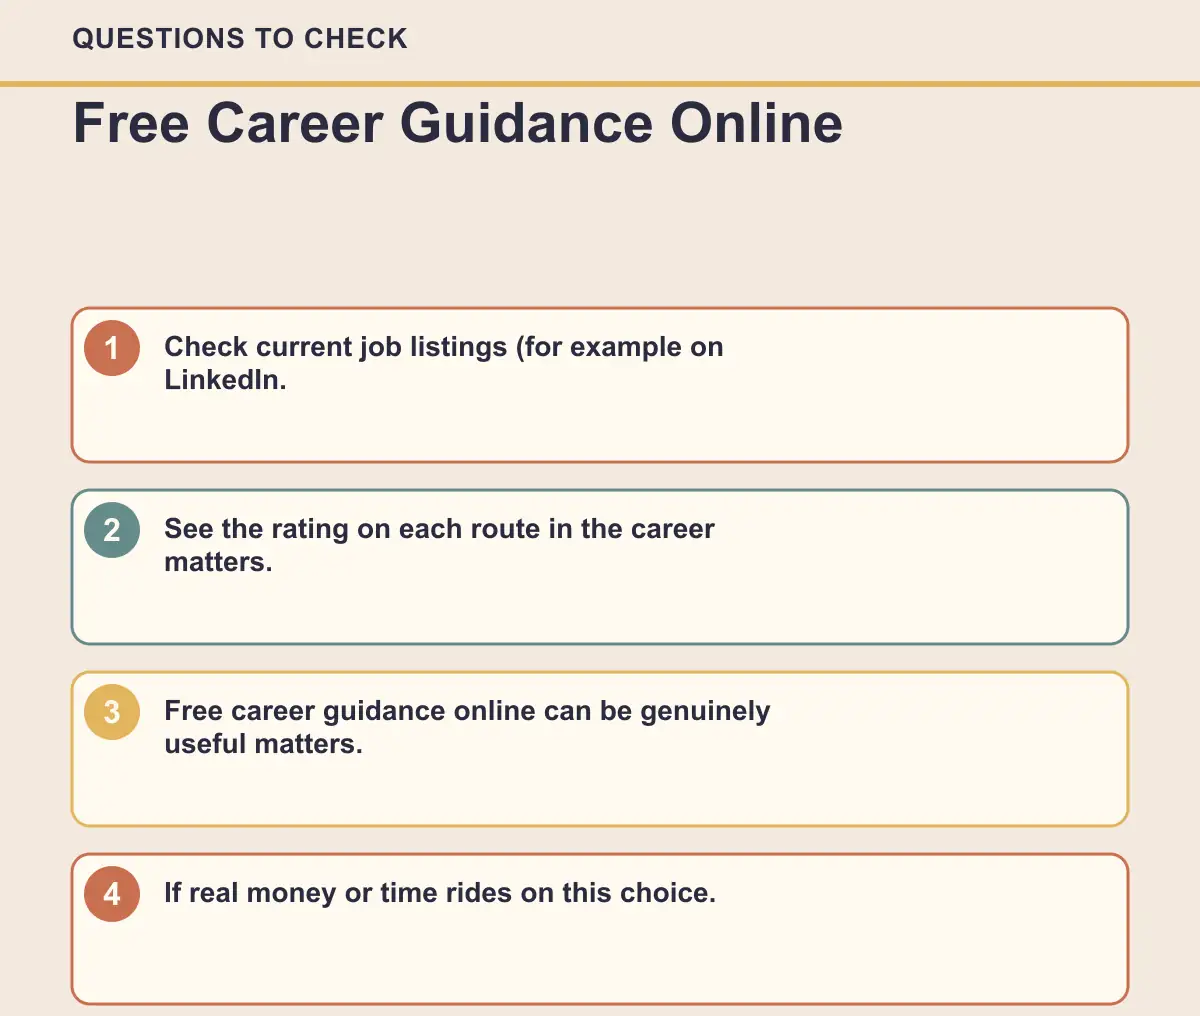 QUESTIONS TO CHECK
Free Career Guidance Online
1
Check current job listings (for example on
LinkedIn.
2
See the rating on each route in the career
matters.
3
Free career guidance online can be genuinely
useful matters.
4
If real money or time rides on this choice.